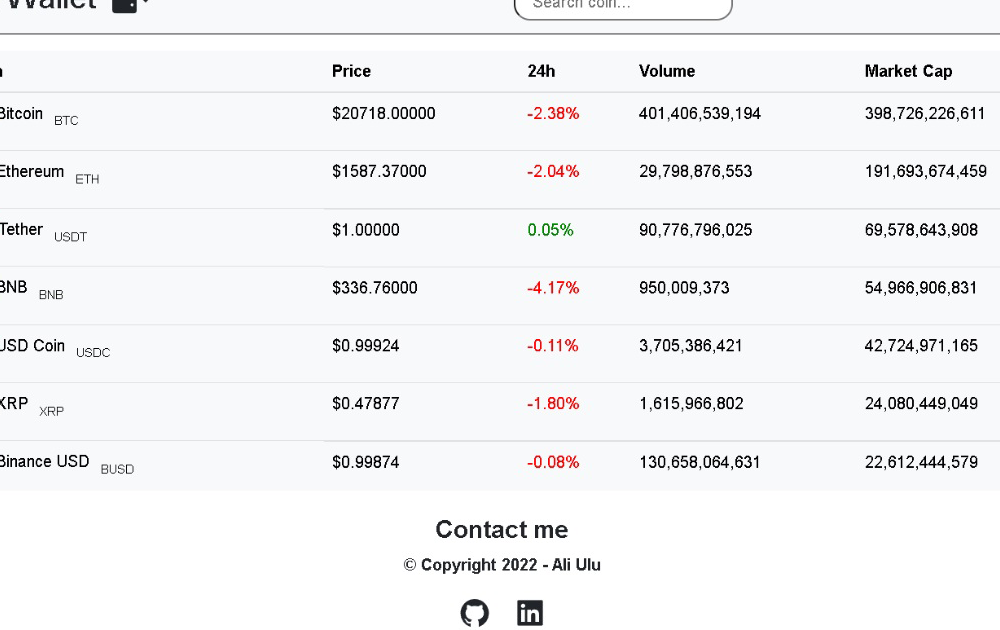 Wallet
Search coin...
Price 24h Volume Market Cap
Bitcoin BTC $20718.00000 -2.38% 401,406,539,194 398,726,226,611
Ethereum ETH $1587.37000 -2.04% 29,798,876,553 191,693,674,459
Tether USDT $1.00000 0.05% 90,776,796,025 69,578,643,908
BNB BNB $336.76000 -4.17% 950,009,373 54,966,906,831
USD Coin USDC $0.99924 -0.11% 3,705,386,421 42,724,971,165
XRP XRP $0.47877 -1.80% 1,615,966,802 24,080,449,049
Binance USD BUSD $0.99874 -0.08% 130,658,064,631 22,612,444,579
Contact me
© Copyright 2022 - Ali Ulu